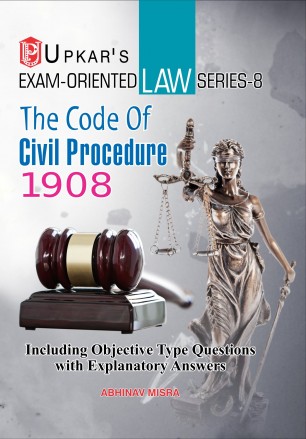 UPKAR'S
EXAM-ORIENTED LAW SERIES-8
The Code Of
Civil Procedure
1908
Including Objective Type Questions
with Explanatory Answers
ABHINAV MISRA